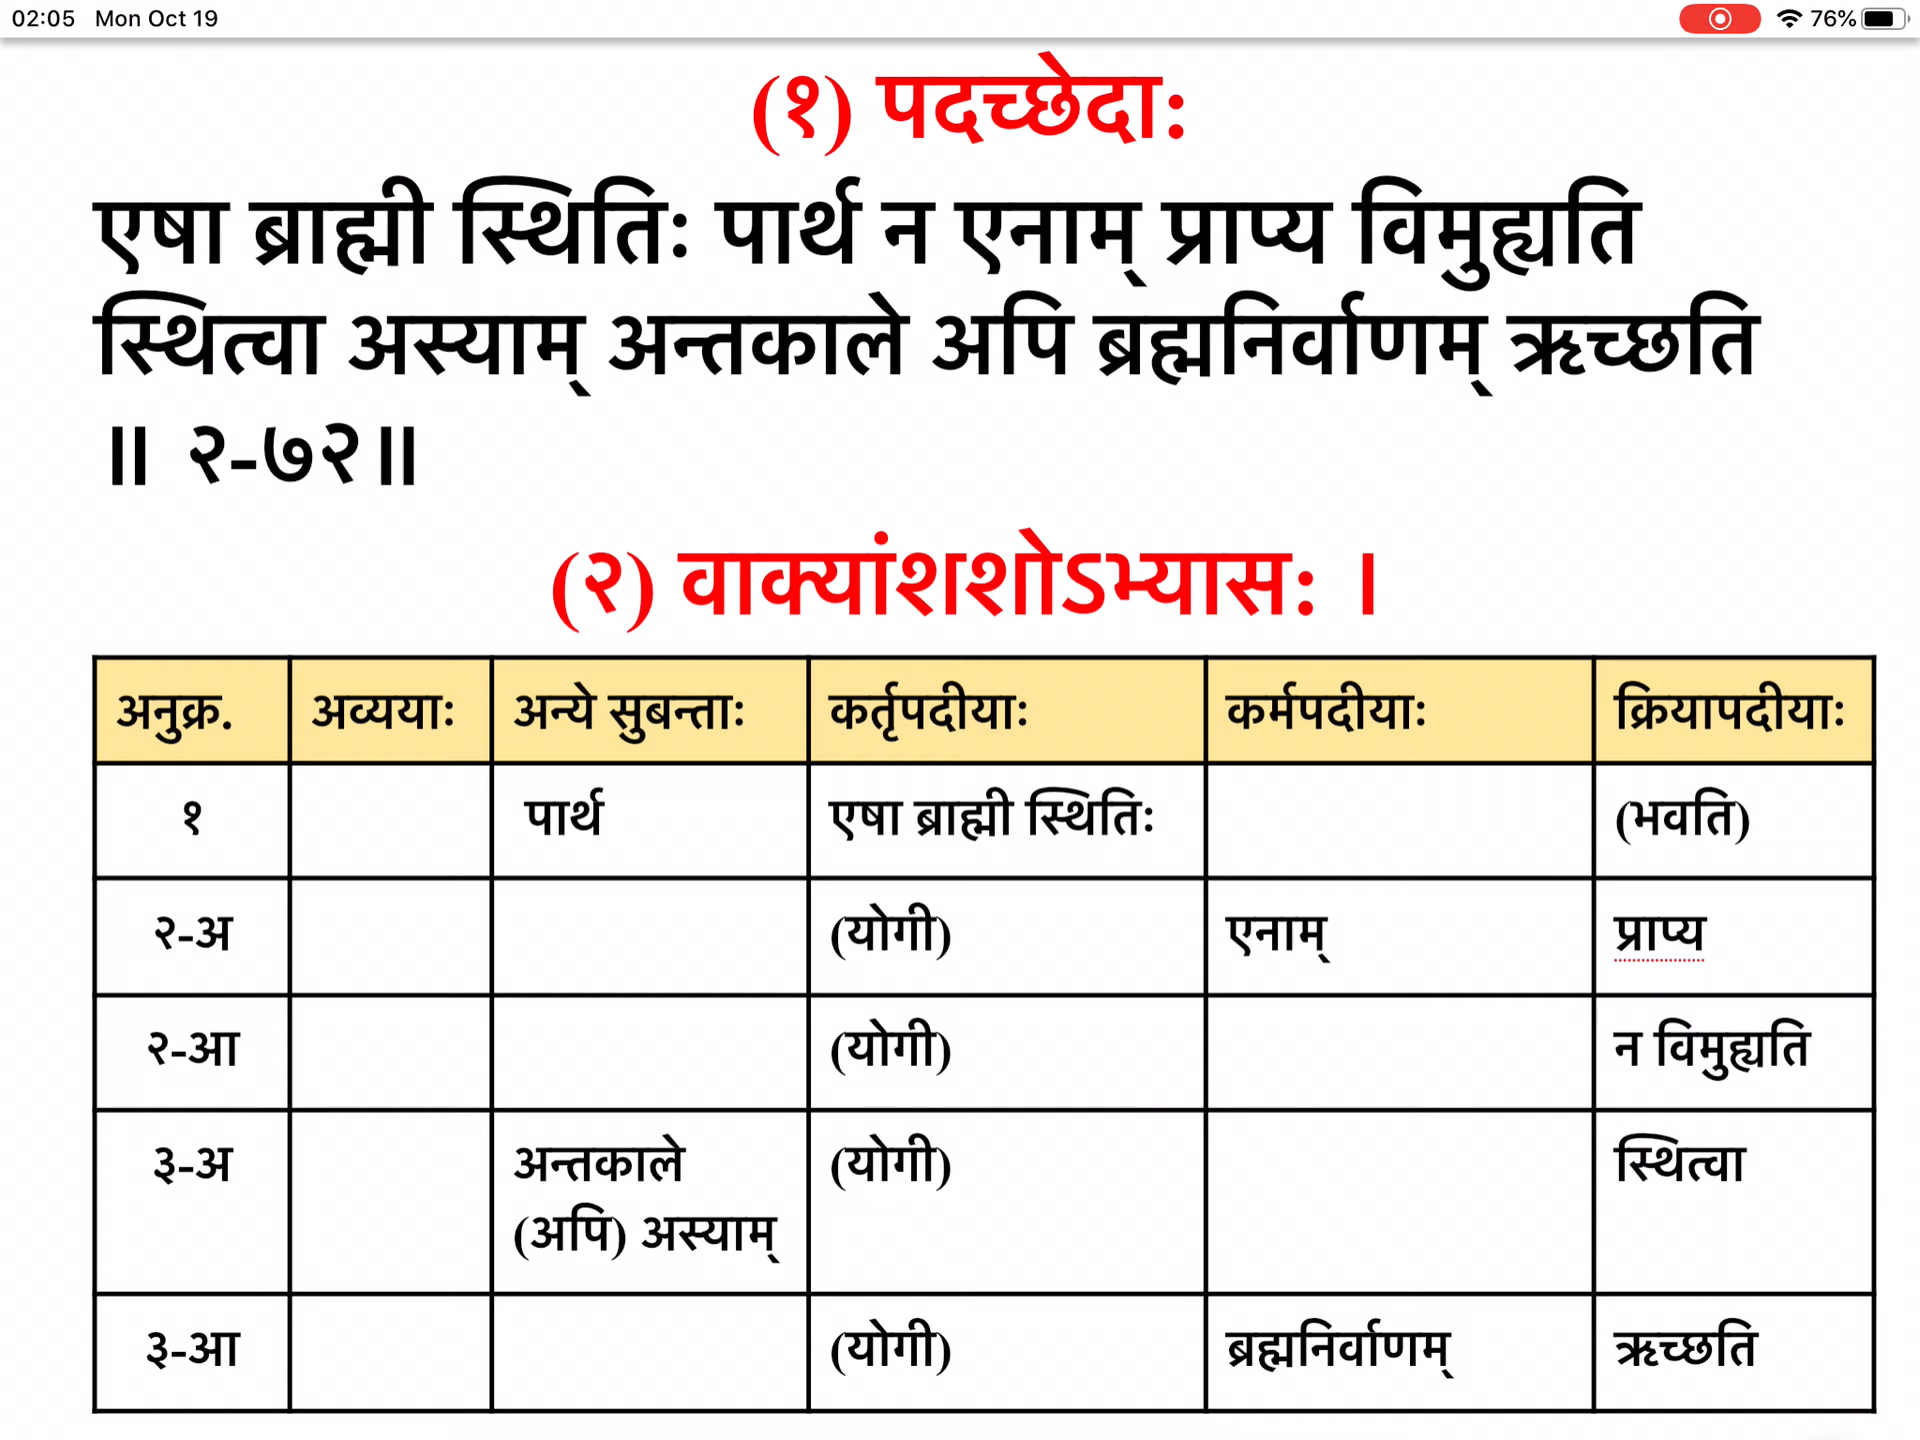 02:05 Mon Oct 19 76%
(१) पदच्छेदाः
एषा ब्राह्मी स्थितिः पार्थ न एनाम् प्राप्य विमुह्यति
स्थित्वा अस्याम् अन्तकाले अपि ब्रह्मनिर्वाणम् ऋच्छति
॥ २-७२॥
(२) वाक्यांशशोऽभ्यासः ।
अनुक्र. अव्ययाः अन्ये सुबन्ताः कर्तृपदीयाः कर्मपदीयाः क्रियापदीयाः
१ पार्थ एषा ब्राह्मी स्थितिः (भवति)
२-अ (योगी) एनाम् प्राप्य
२-आ (योगी) न विमुह्यति
३-अ अन्तकाले (योगी) स्थित्वा
(अपि) अस्याम्
३-आ (योगी) ब्रह्मनिर्वाणम् ऋच्छति